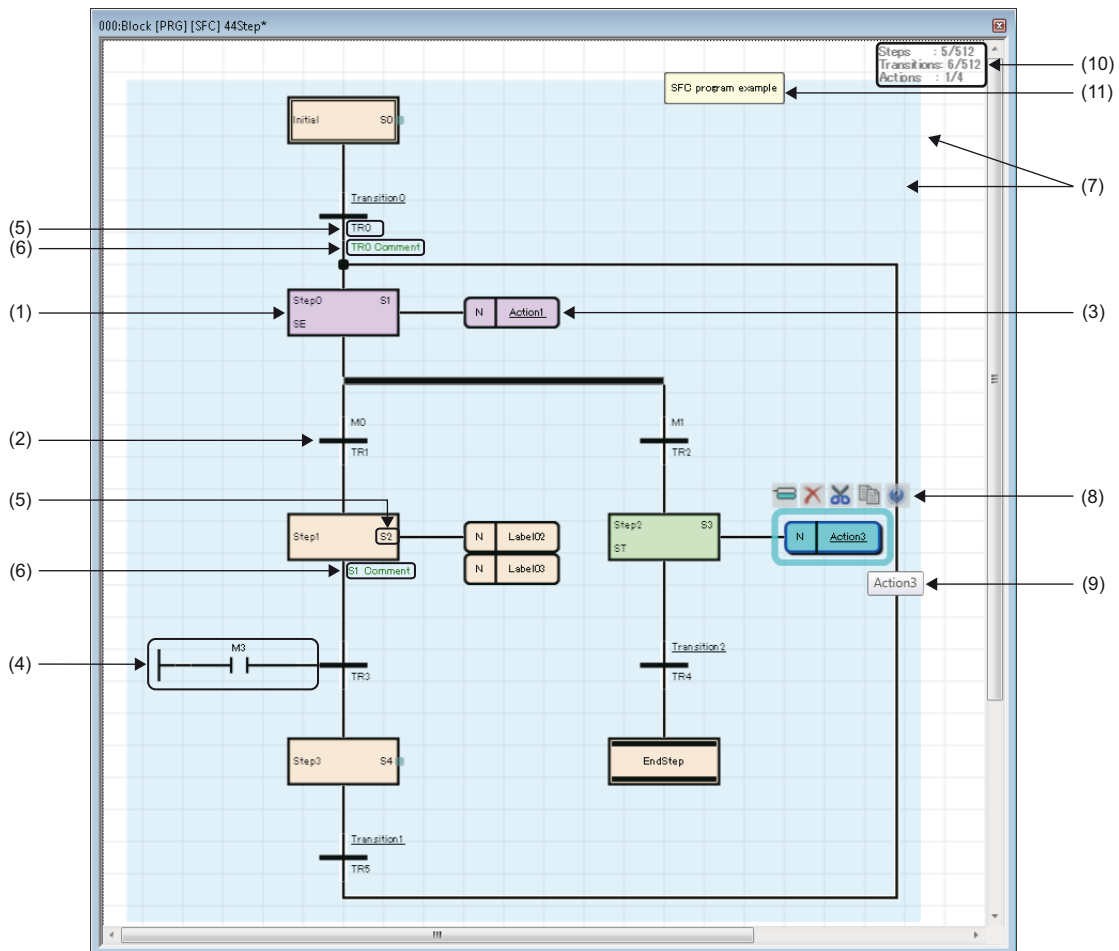 000:Block [PRG] [SFC] 44Step*
Steps : 5/512
Transitions: 6/512
Actions : 1/4
(10)
SFC program example
(11)
Initial S0
(7)
Transition0
(5)
TR0
(6)
TR0 Comment
(1)
Step0 S1
SE
N Action1
(3)
M0
M1
(2)
TR1
TR2
(5)
(8)
Step1 S2
N Label02
N Label03
Step2 S3
ST
N Action3
(6)
S1 Comment
Action3
(9)
M3
Transition2
(4)
TR3
TR4
Step3 S4
EndStep
Transition1
TR5